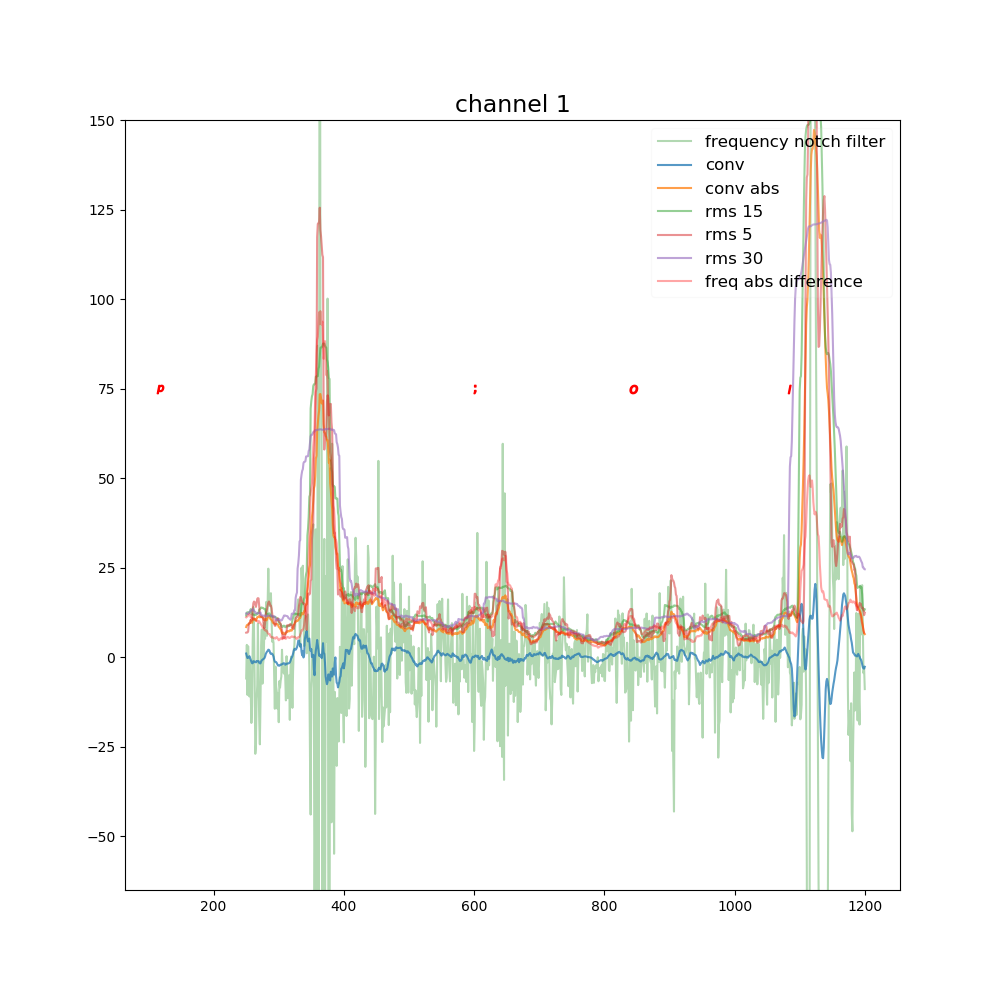 channel 1
150
125
100
75
50
25
0
−25
−50
frequency notch filter
conv
conv abs
rms 15
rms 5
rms 30
freq abs difference
p ; o l
200 400 600 800 1000 1200